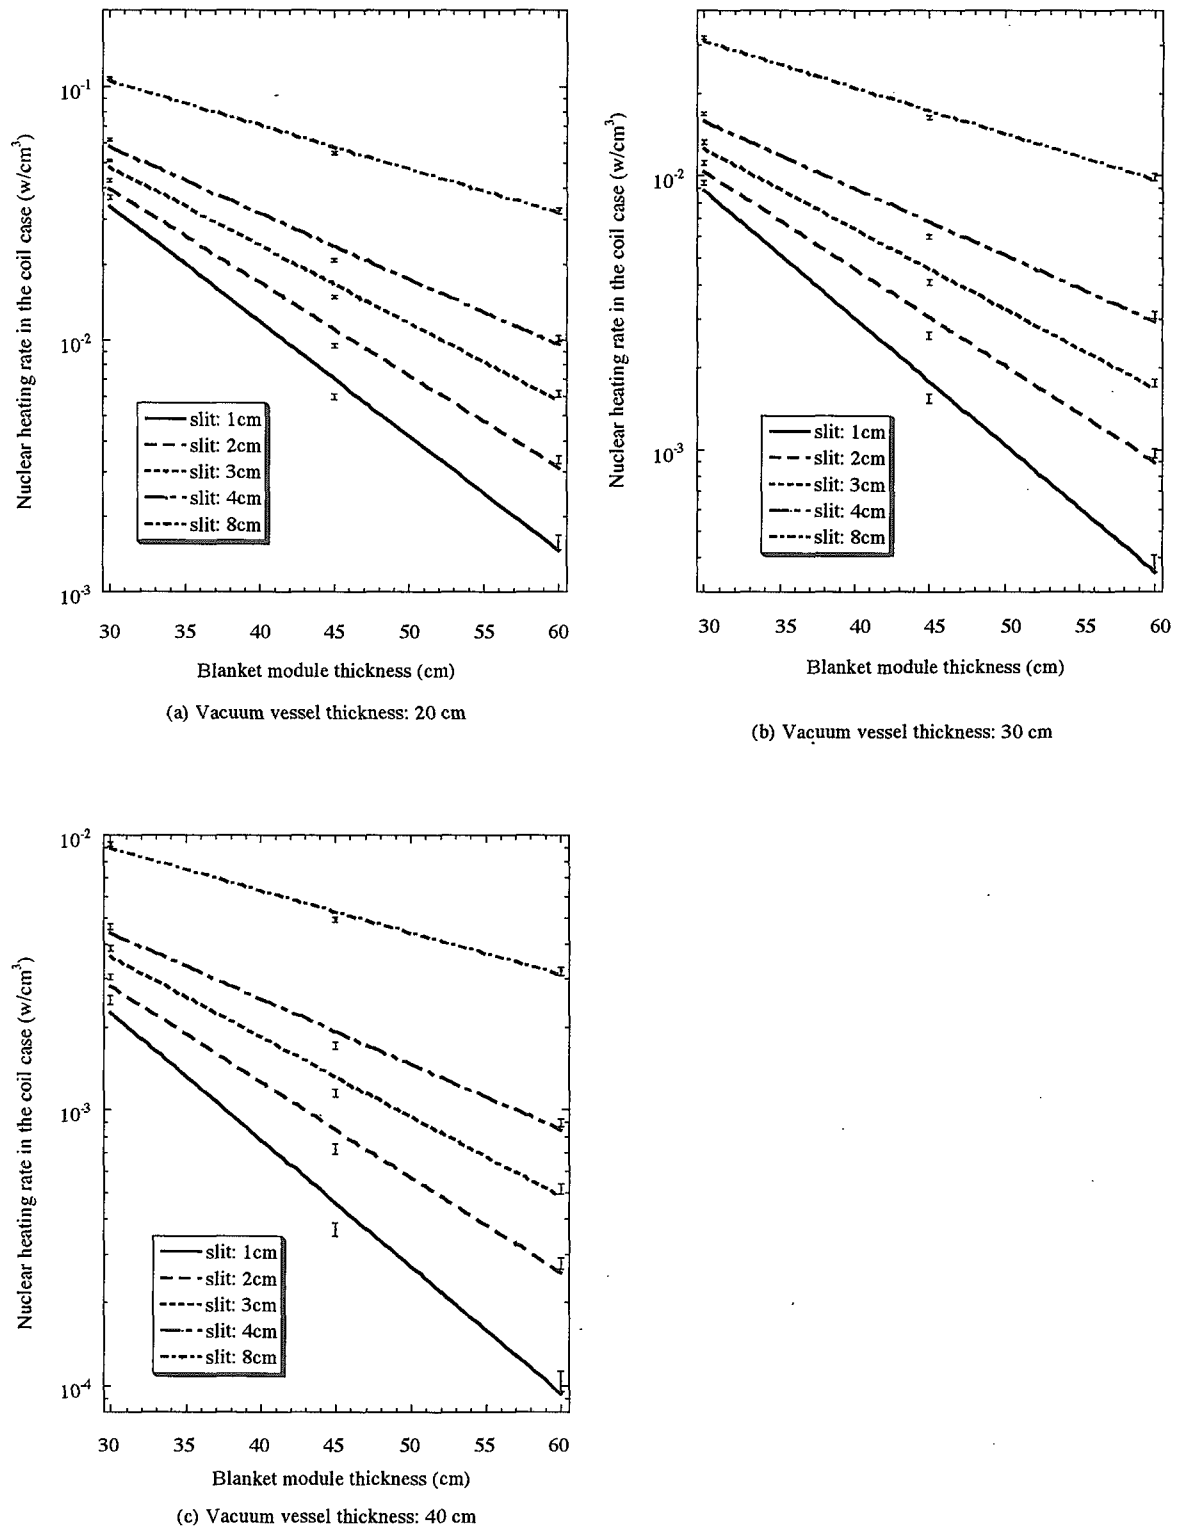 Nuclear heating rate in the coil case (w/cm³)
10⁻¹
10⁻²
10⁻³
slit: 1cm
slit: 2cm
slit: 3cm
slit: 4cm
slit: 8cm
30 35 40 45 50 55 60
Blanket module thickness (cm)
(a) Vacuum vessel thickness: 20 cm
Nuclear heating rate in the coil case (w/cm³)
10⁻²
10⁻³
slit: 1cm
slit: 2cm
slit: 3cm
slit: 4cm
slit: 8cm
30 35 40 45 50 55 60
Blanket module thickness (cm)
(b) Vacuum vessel thickness: 30 cm
Nuclear heating rate in the coil case (w/cm³)
10⁻²
10⁻³
10⁻⁴
slit: 1cm
slit: 2cm
slit: 3cm
slit: 4cm
slit: 8cm
30 35 40 45 50 55 60
Blanket module thickness (cm)
(c) Vacuum vessel thickness: 40 cm